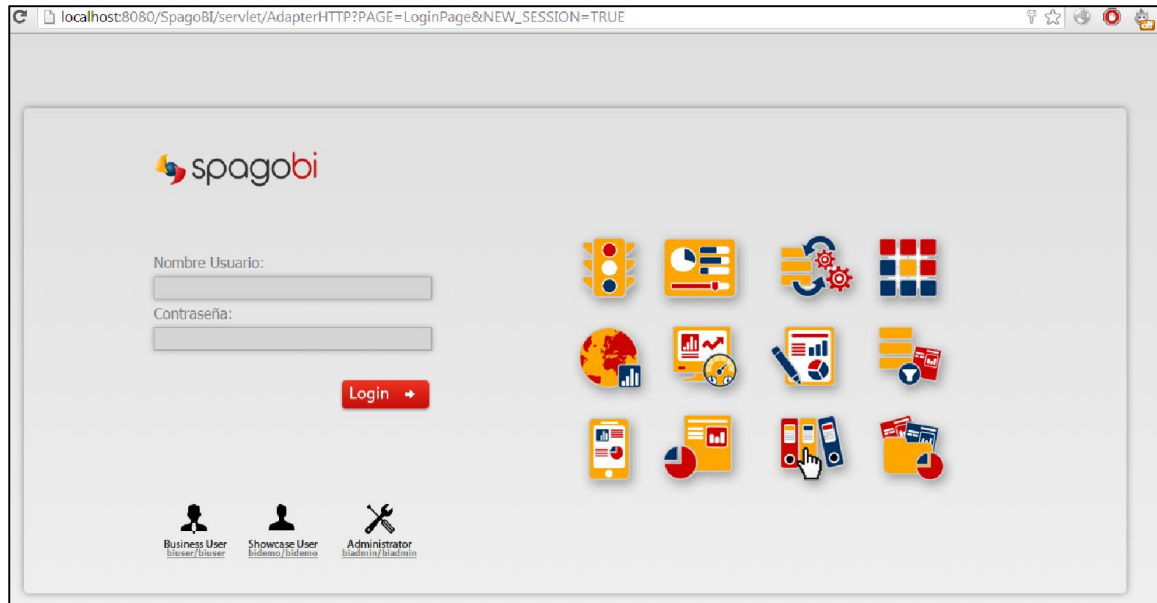 localhost:8080/SpagoBI/servlet/AdapterHTTP?PAGE=LoginPage&NEW_SESSION=TRUE
off
spagobi
Nombre Usuario:
Contraseña:
Login
Business User
biuser/biuser
Showcase User
bidemo/bidemo
Administrator
biadmin/biadmin